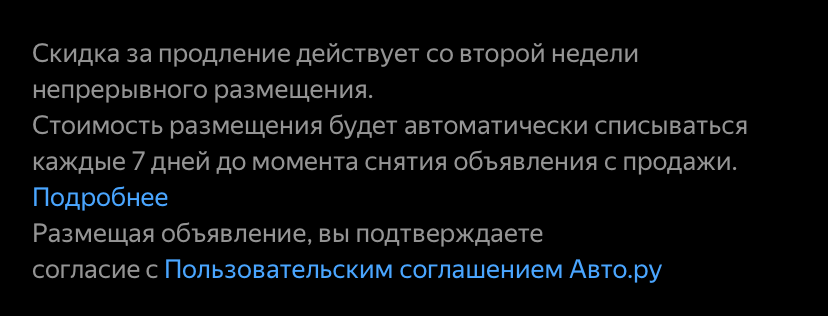 Скидка за продление действует со второй недели
непрерывного размещения.
Стоимость размещения будет автоматически списываться
каждые 7 дней до момента снятия объявления с продажи.
Подробнее
Размещая объявление, вы подтверждаете
согласие с Пользовательским соглашением Авто.ру